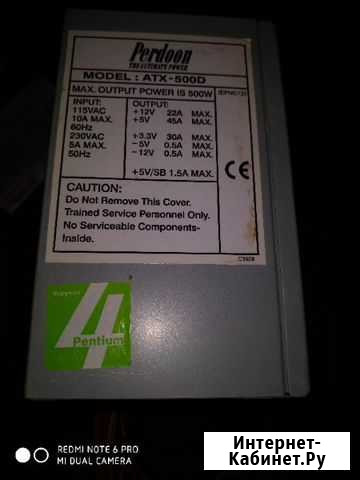 Perdoon
THE ULTIMATE POWER
MODEL : ATX-500D
MAX. OUTPUT POWER IS 500W
INPUT: OUTPUT:
115VAC +12V 22A MAX.
10A MAX. +5V 45A MAX.
60Hz
230VAC +3.3V 30A MAX.
5A MAX. -5V 0.5A MAX.
50Hz -12V 0.5A MAX.
+5V/SB 1.5A MAX.
CE
CAUTION:
Do Not Remove This Cover.
Trained Service Personnel Only.
No Serviceable Components-
Inside.
4
Pentium
REDMI NOTE 6 PRO
MI DUAL CAMERA
Интернет-
Кабинет.Ру